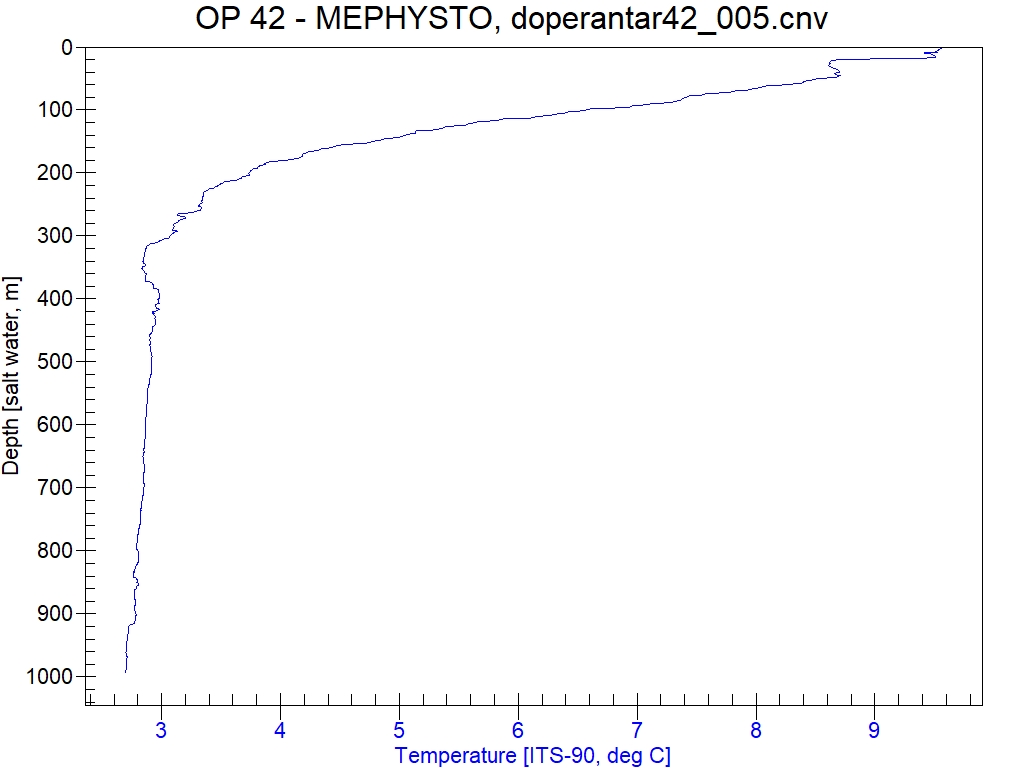 OP 42 - MEPHYSTO, doperantar42_005.cnv
0
100
200
300
400
500
600
700
800
900
1000
Depth [salt water, m]
3 4 5 6 7 8 9
Temperature [ITS-90, deg C]